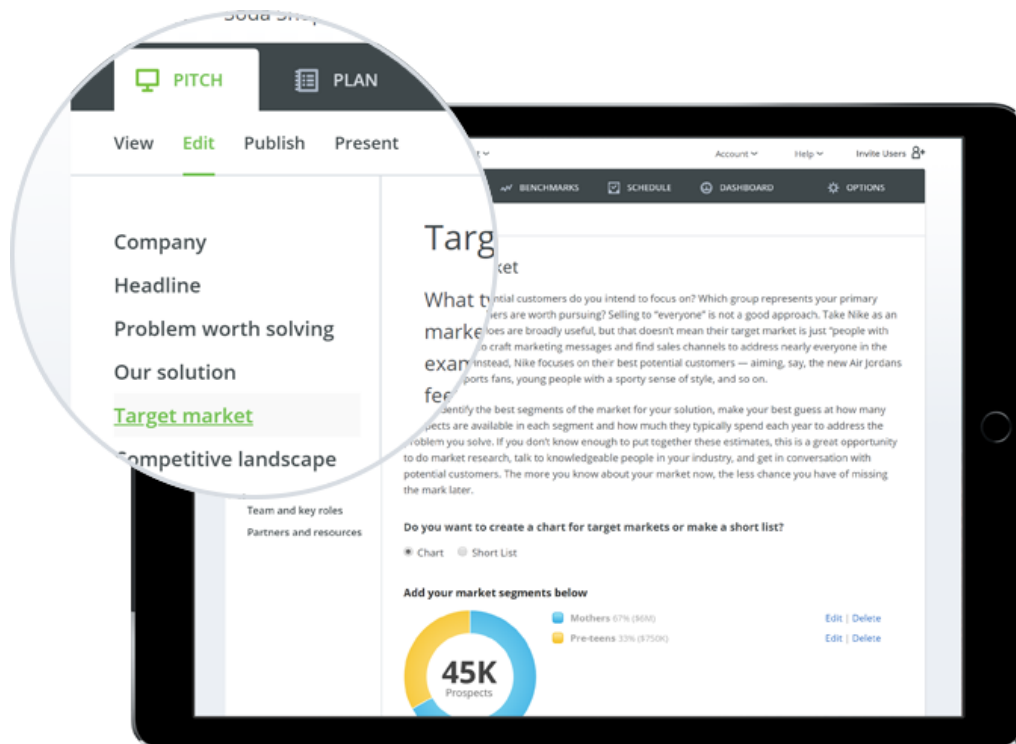 Soda Shop
PITCH
PLAN
View Edit Publish Present
Company
Headline
Problem worth solving
Our solution
Target market
Competitive landscape
Team and key roles
Partners and resources
Account Help Invite Users
BENCHMARKS SCHEDULE DASHBOARD OPTIONS
Targ
ket
What
ntial customers do you intend to focus on? Which group represents your primary
marke
ers are worth pursuing? Selling to “everyone” is not a good approach. Take Nike as an
exam
oes are broadly useful, but that doesn’t mean their target market is just “people with
o craft marketing messages and find sales channels to address nearly everyone in the
fee
instead, Nike focuses on their best potential customers — aiming, say, the new Air Jordans
ports fans, young people with a sporty sense of style, and so on.
dentify the best segments of the market for your solution, make your best guess at how many
pects are available in each segment and how much they typically spend each year to address the
roblem you solve. If you don’t know enough to put together these estimates, this is a great opportunity
to do market research, talk to knowledgeable people in your industry, and get in conversation with
potential customers. The more you know about your market now, the less chance you have of missing
the mark later.
Do you want to create a chart for target markets or make a short list?
Chart Short List
Add your market segments below
Mothers 67% ($6M) Edit | Delete
Pre-teens 33% ($750K) Edit | Delete
45K
Prospects